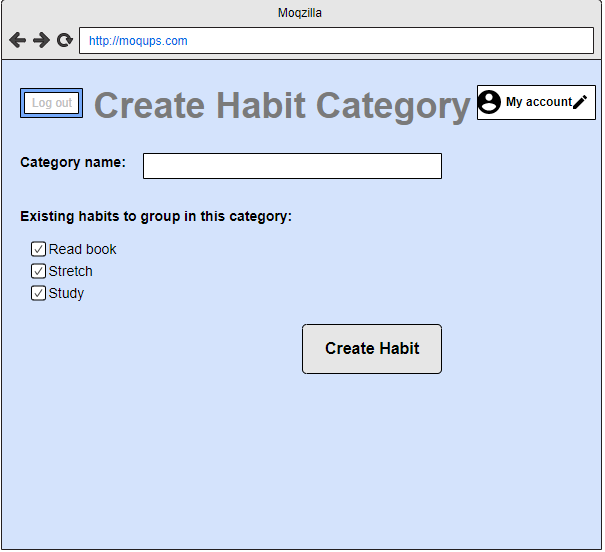 Moqzilla
http://moqups.com
Log out
Create Habit Category
My account
Category name:
Existing habits to group in this category:
Read book
Stretch
Study
Create Habit